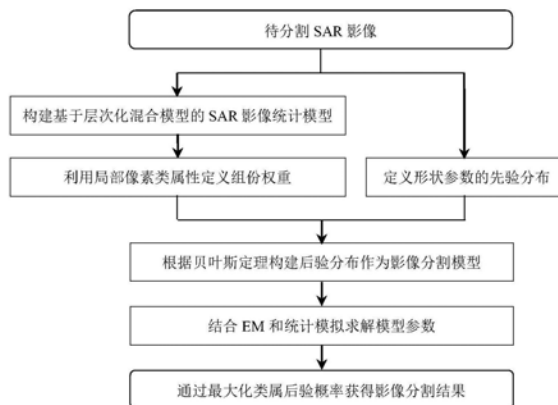 待分割 SAR 影像
构建基于层次化混合模型的 SAR 影像统计模型
利用局部像素类属性定义组份权重
定义形状参数的先验分布
根据贝叶斯定理构建后验分布作为影像分割模型
结合 EM 和统计模拟求解模型参数
通过最大化类属后验概率获得影像分割结果